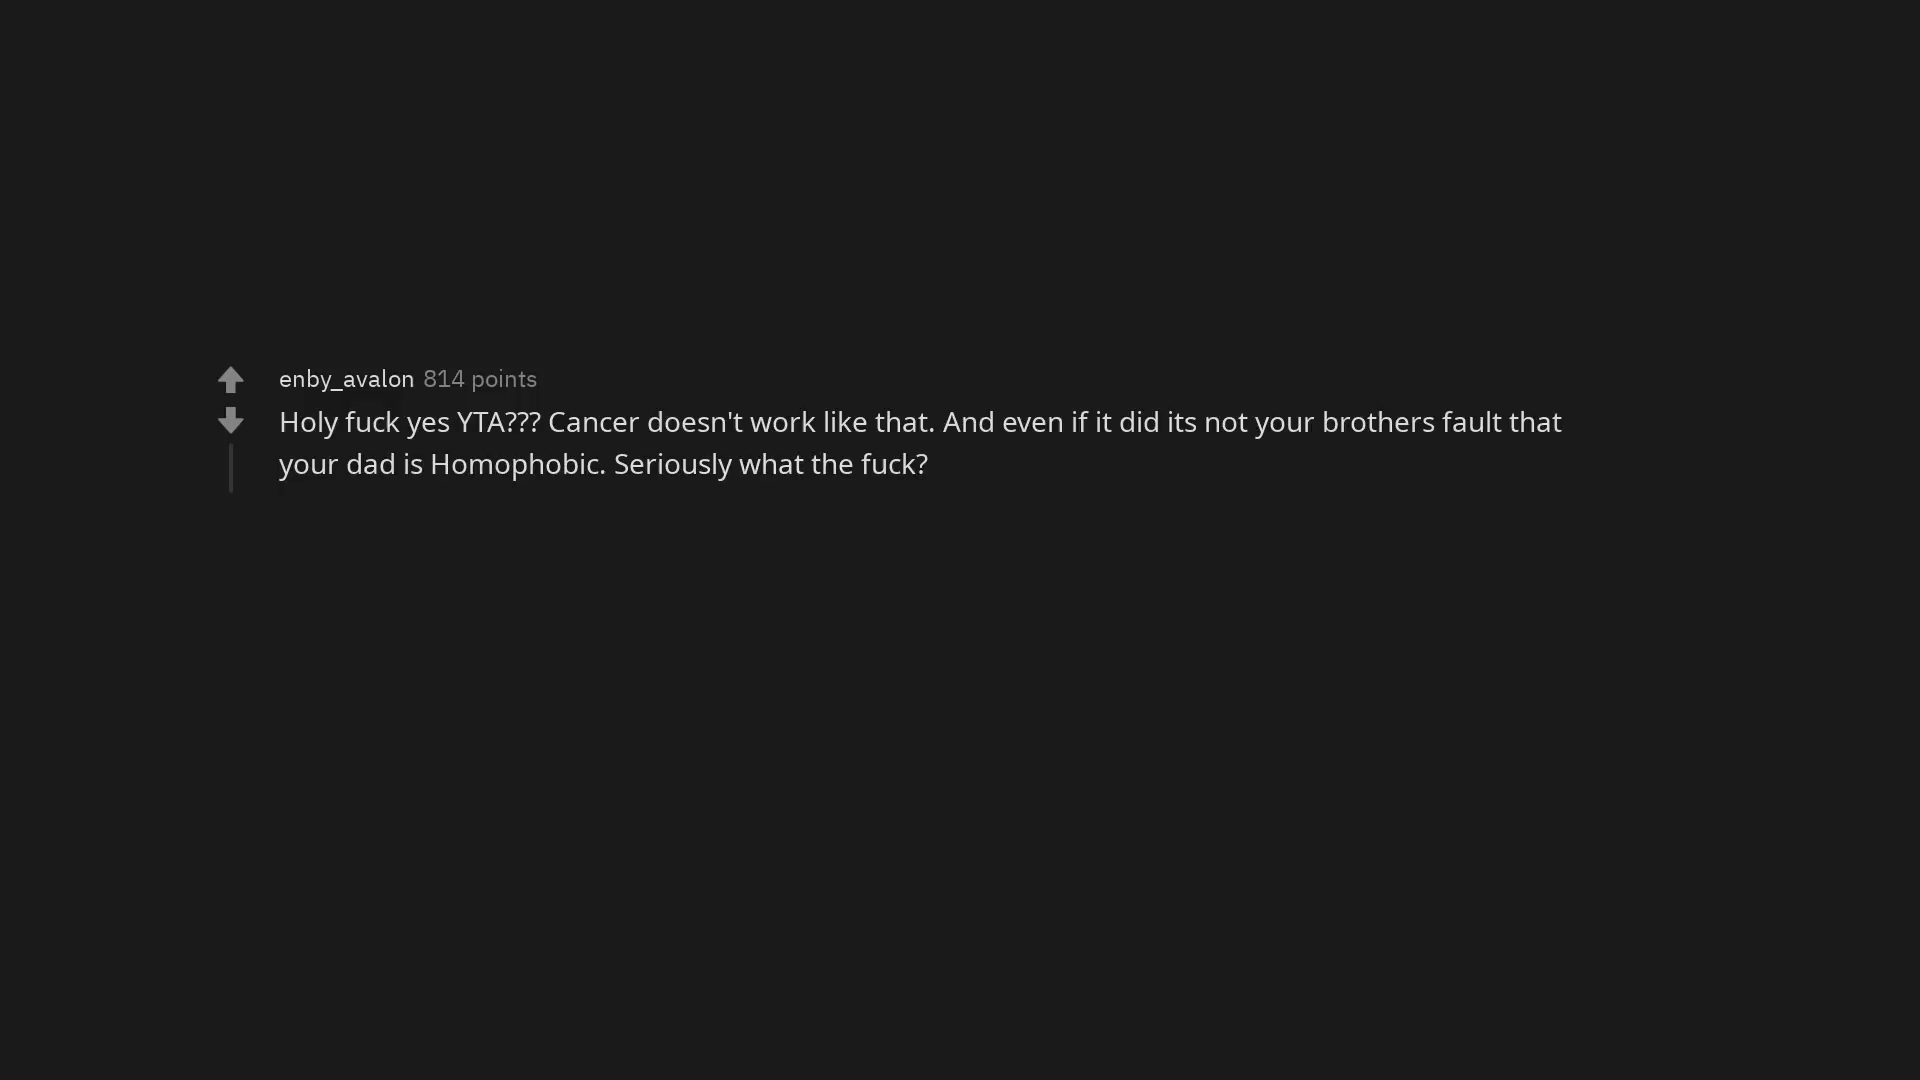 enby_avalon 814 points
Holy fuck yes YTA??? Cancer doesn't work like that. And even if it did its not your brothers fault that
your dad is Homophobic. Seriously what the fuck?